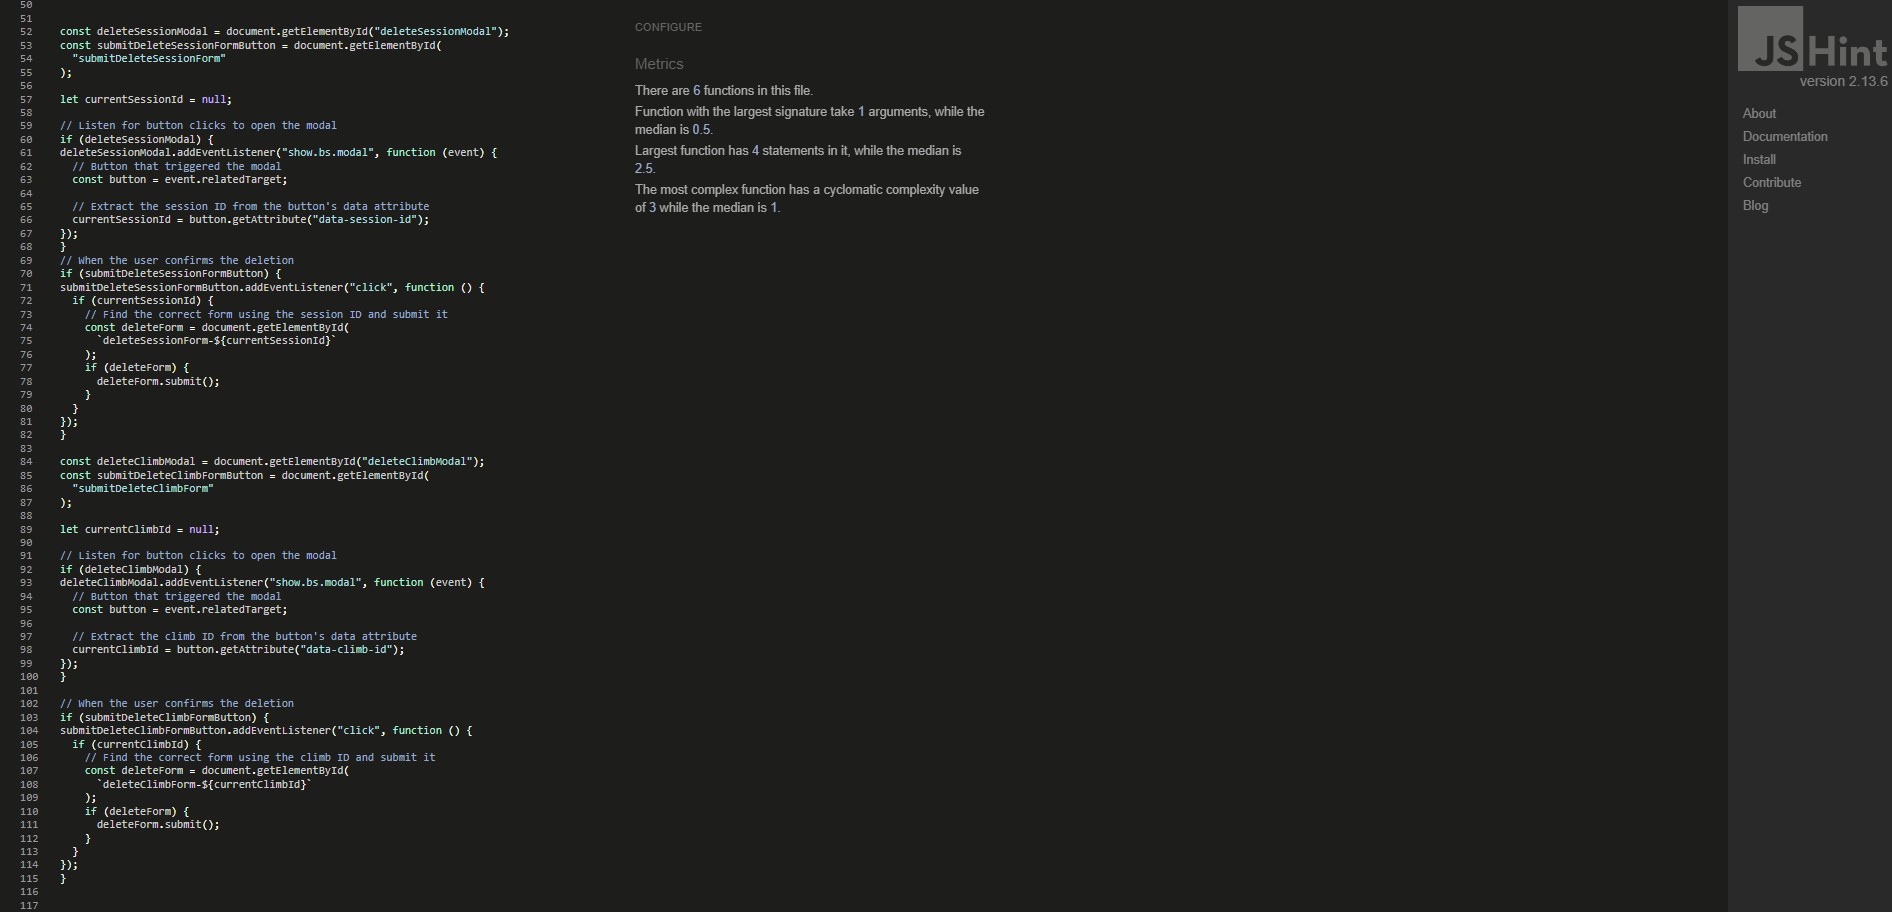 50
51
52 const deleteSessionModal = document.getElementById("deleteSessionModal");
53 const submitDeleteSessionFormButton = document.getElementById(
54 "submitDeleteSessionForm"
55 );
56
57 let currentSessionId = null;
58
59 // Listen for button clicks to open the modal
60 if (deleteSessionModal) {
61 deleteSessionModal.addEventListener("show.bs.modal", function (event) {
62 // Button that triggered the modal
63 const button = event.relatedTarget;
64
65 // Extract the session ID from the button's data attribute
66 currentSessionId = button.getAttribute("data-session-id");
67 });
68 }
69 // When the user confirms the deletion
70 if (submitDeleteSessionFormButton) {
71 submitDeleteSessionFormButton.addEventListener("click", function () {
72 if (currentSessionId) {
73 // Find the correct form using the session ID and submit it
74 const deleteForm = document.getElementById(
75 `deleteSessionForm-${currentSessionId}`
76 );
77 if (deleteForm) {
78 deleteForm.submit();
79 }
80 }
81 });
82 }
83
84 const deleteClimbModal = document.getElementById("deleteClimbModal");
85 const submitDeleteClimbFormButton = document.getElementById(
86 "submitDeleteClimbForm"
87 );
88
89 let currentClimbId = null;
90
91 // Listen for button clicks to open the modal
92 if (deleteClimbModal) {
93 deleteClimbModal.addEventListener("show.bs.modal", function (event) {
94 // Button that triggered the modal
95 const button = event.relatedTarget;
96
97 // Extract the climb ID from the button's data attribute
98 currentClimbId = button.getAttribute("data-climb-id");
99 });
100 }
101
102 // When the user confirms the deletion
103 if (submitDeleteClimbFormButton) {
104 submitDeleteClimbFormButton.addEventListener("click", function () {
105 if (currentClimbId) {
106 // Find the correct form using the climb ID and submit it
107 const deleteForm = document.getElementById(
108 `deleteClimbForm-${currentClimbId}`
109 );
110 if (deleteForm) {
111 deleteForm.submit();
112 }
113 }
114 });
115 }
116
117
CONFIGURE
Metrics
There are 6 functions in this file.
Function with the largest signature take 1 arguments, while the
median is 0.5.
Largest function has 4 statements in it, while the median is
2.5.
The most complex function has a cyclomatic complexity value
of 3 while the median is 1.
JSHint
version 2.13.6
About
Documentation
Install
Contribute
Blog